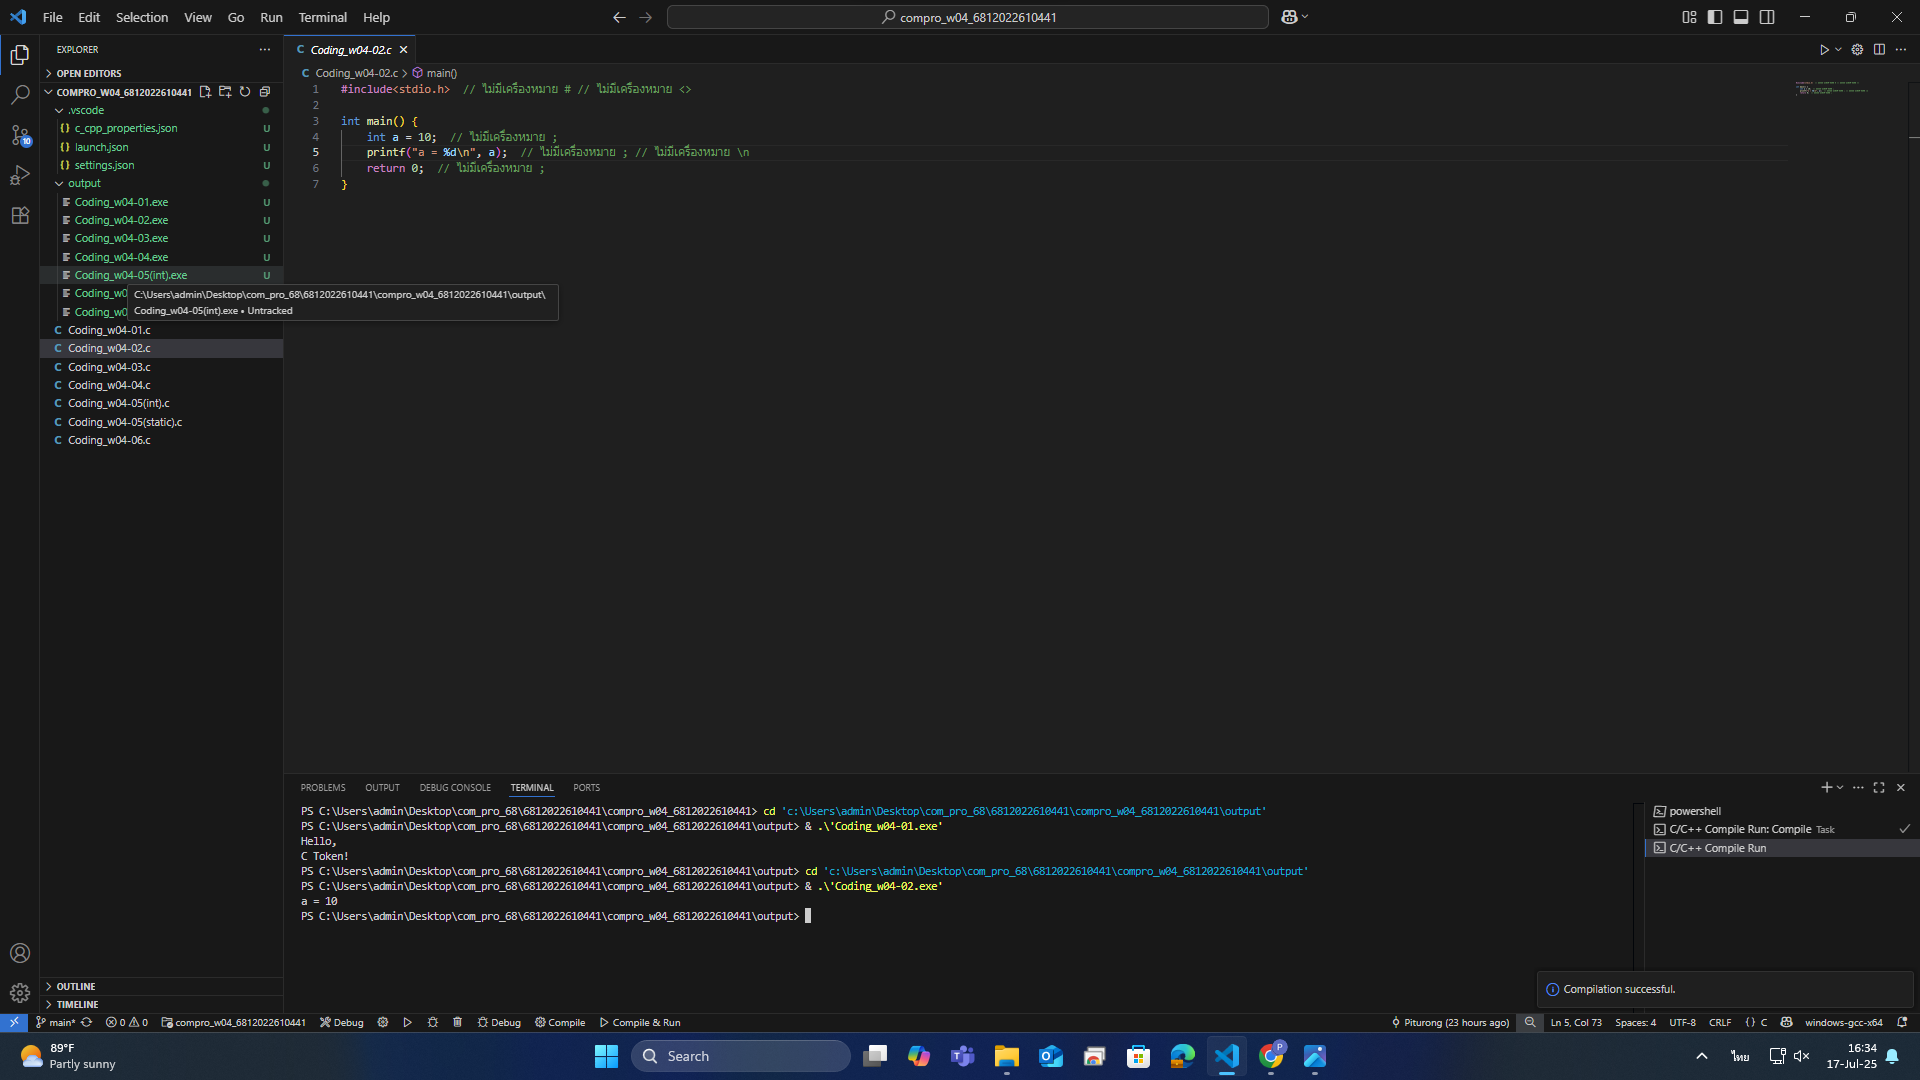 File Edit Selection View Go Run Terminal Help
compro_w04_6812022610441
EXPLORER
OPEN EDITORS
COMPRO_W04_6812022610441
.vscode
c_cpp_properties.json U
launch.json U
settings.json U
output
Coding_w04-01.exe U
Coding_w04-02.exe U
Coding_w04-03.exe U
Coding_w04-04.exe U
Coding_w04-05(int).exe U
Coding_w0 C:\Users\admin\Desktop\com_pro_68\6812022610441\compro_w04_6812022610441\output\
Coding_w0 Coding_w04-05(int).exe • Untracked
Coding_w04-01.c
Coding_w04-02.c
Coding_w04-03.c
Coding_w04-04.c
Coding_w04-05(int).c
Coding_w04-05(static).c
Coding_w04-06.c
OUTLINE
TIMELINE
Coding_w04-02.c
Coding_w04-02.c > main()
1 #include<stdio.h> // ไม่มีเครื่องหมาย # // ไม่มีเครื่องหมาย <>
2
3 int main() {
4 int a = 10; // ไม่มีเครื่องหมาย ;
5 printf("a = %d\n", a); // ไม่มีเครื่องหมาย ; // ไม่มีเครื่องหมาย \n
6 return 0; // ไม่มีเครื่องหมาย ;
7 }
PROBLEMS OUTPUT DEBUG CONSOLE TERMINAL PORTS
PS C:\Users\admin\Desktop\com_pro_68\6812022610441\compro_w04_6812022610441> cd 'c:\Users\admin\Desktop\com_pro_68\6812022610441\compro_w04_6812022610441\output'
PS C:\Users\admin\Desktop\com_pro_68\6812022610441\compro_w04_6812022610441\output> & .\'Coding_w04-01.exe'
Hello,
C Token!
PS C:\Users\admin\Desktop\com_pro_68\6812022610441\compro_w04_6812022610441\output> cd 'c:\Users\admin\Desktop\com_pro_68\6812022610441\compro_w04_6812022610441\output'
PS C:\Users\admin\Desktop\com_pro_68\6812022610441\compro_w04_6812022610441\output> & .\'Coding_w04-02.exe'
a = 10
PS C:\Users\admin\Desktop\com_pro_68\6812022610441\compro_w04_6812022610441\output>
powershell
C/C++ Compile Run: Compile Task
C/C++ Compile Run
Compilation successful.
main* 0 0 compro_w04_6812022610441 Debug Debug Compile Compile & Run
Piturong (23 hours ago) Ln 5, Col 73 Spaces: 4 UTF-8 CRLF {} C windows-gcc-x64
89°F
Partly sunny
Search
ไทย
16:34
17-Jul-25